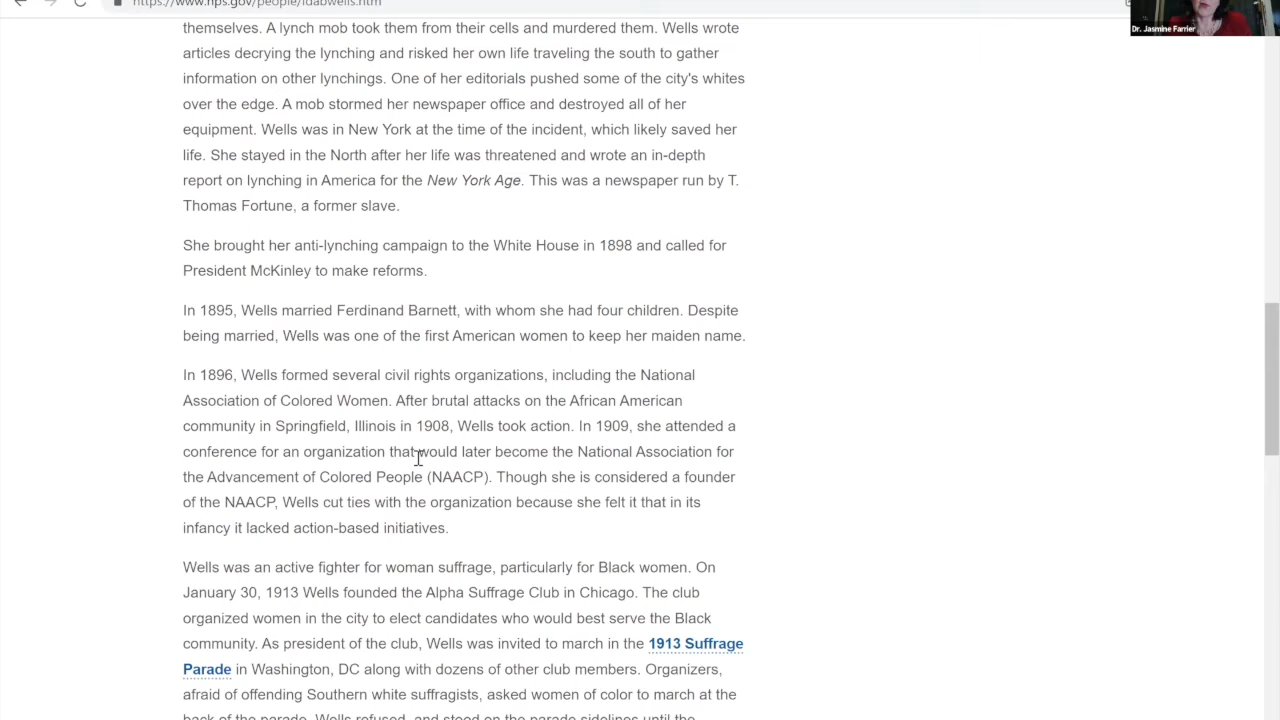 https://www.nps.gov/people/idabwells.htm
Dr. Jasmine Farrier
themselves. A lynch mob took them from their cells and murdered them. Wells wrote
articles decrying the lynching and risked her own life traveling the south to gather
information on other lynchings. One of her editorials pushed some of the city's whites
over the edge. A mob stormed her newspaper office and destroyed all of her
equipment. Wells was in New York at the time of the incident, which likely saved her
life. She stayed in the North after her life was threatened and wrote an in-depth
report on lynching in America for the New York Age. This was a newspaper run by T.
Thomas Fortune, a former slave.
She brought her anti-lynching campaign to the White House in 1898 and called for
President McKinley to make reforms.
In 1895, Wells married Ferdinand Barnett, with whom she had four children. Despite
being married, Wells was one of the first American women to keep her maiden name.
In 1896, Wells formed several civil rights organizations, including the National
Association of Colored Women. After brutal attacks on the African American
community in Springfield, Illinois in 1908, Wells took action. In 1909, she attended a
conference for an organization that would later become the National Association for
the Advancement of Colored People (NAACP). Though she is considered a founder
of the NAACP, Wells cut ties with the organization because she felt it that in its
infancy it lacked action-based initiatives.
Wells was an active fighter for woman suffrage, particularly for Black women. On
January 30, 1913 Wells founded the Alpha Suffrage Club in Chicago. The club
organized women in the city to elect candidates who would best serve the Black
community. As president of the club, Wells was invited to march in the 1913 Suffrage
Parade in Washington, DC along with dozens of other club members. Organizers,
afraid of offending Southern white suffragists, asked women of color to march at the
back of the parade. Wells refused, and stood on the parade sidelines until the